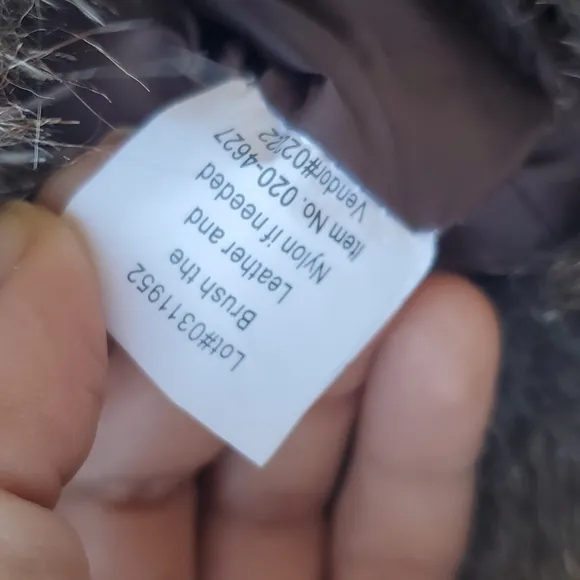 Lot#0311952
Brush the
Leather and
Nylon if needed
Item No. 020-4627